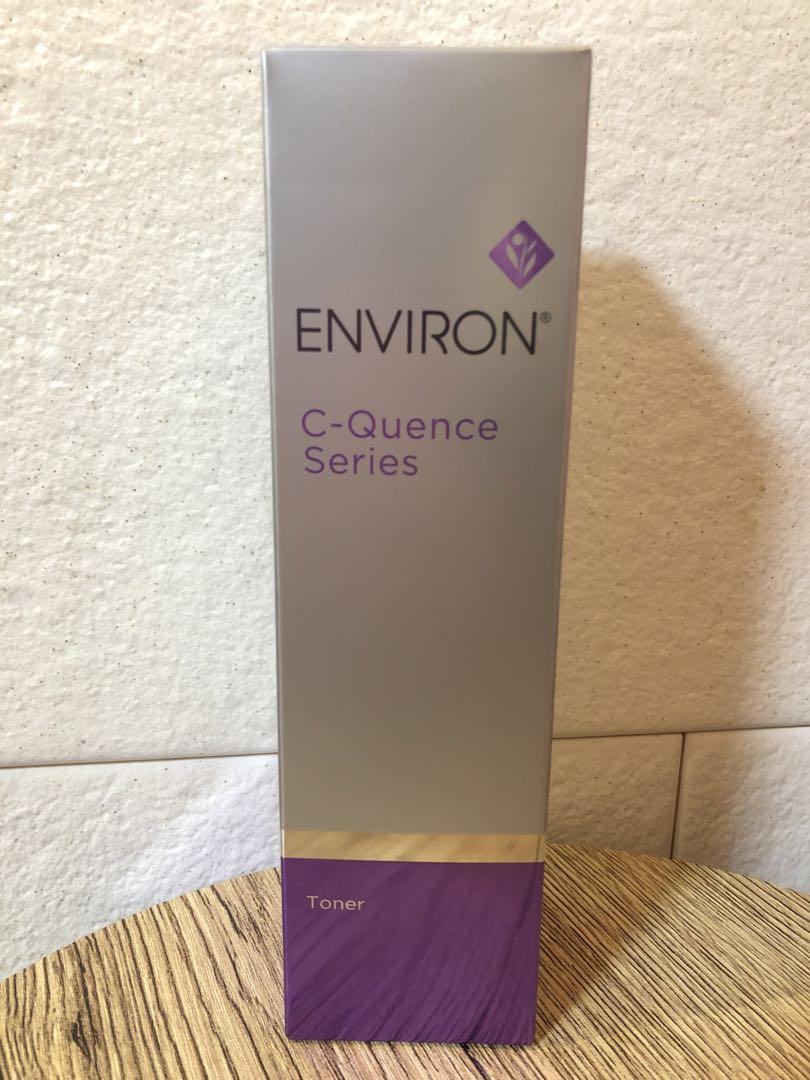 ENVIRON®
C-Quence
Series
Toner